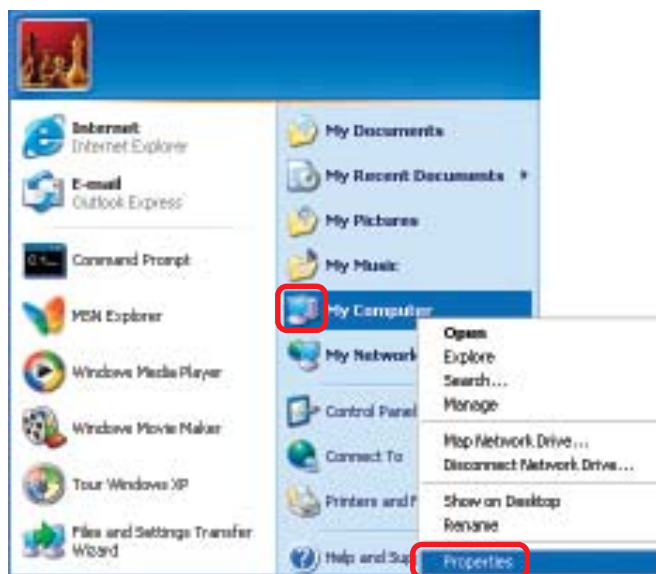 Internet
Internet Explorer
E-mail
Outlook Express
Command Prompt
MSN Explorer
Windows Media Player
Windows Movie Maker
Tour Windows XP
Files and Settings Transfer
Wizard
My Documents
My Recent Documents
My Pictures
My Music
My Computer
My Network
Control Panel
Connect To
Printers and F
Help and Sup
Open
Explore
Search...
Manage
Map Network Drive...
Disconnect Network Drive...
Show on Desktop
Rename
Properties